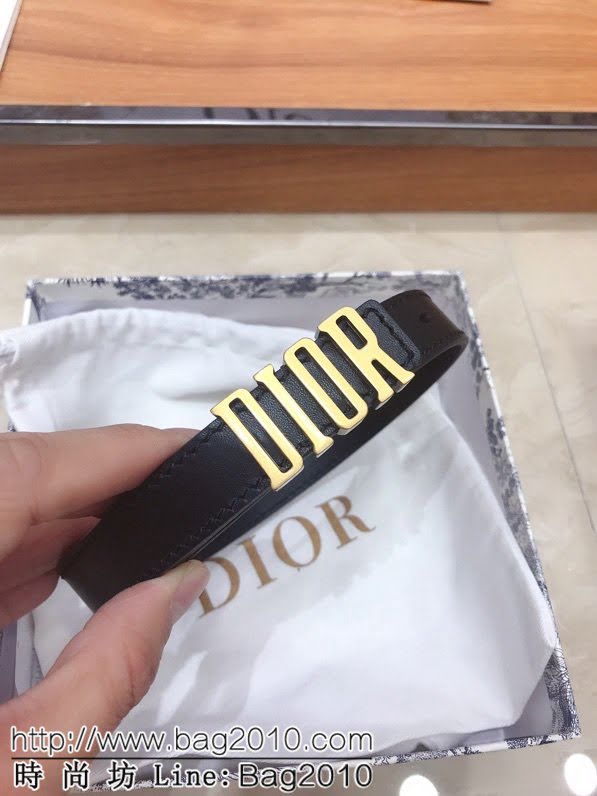 DIOR
DIOR
http://www.bag2010.com
時尚坊 Line: Bag2010